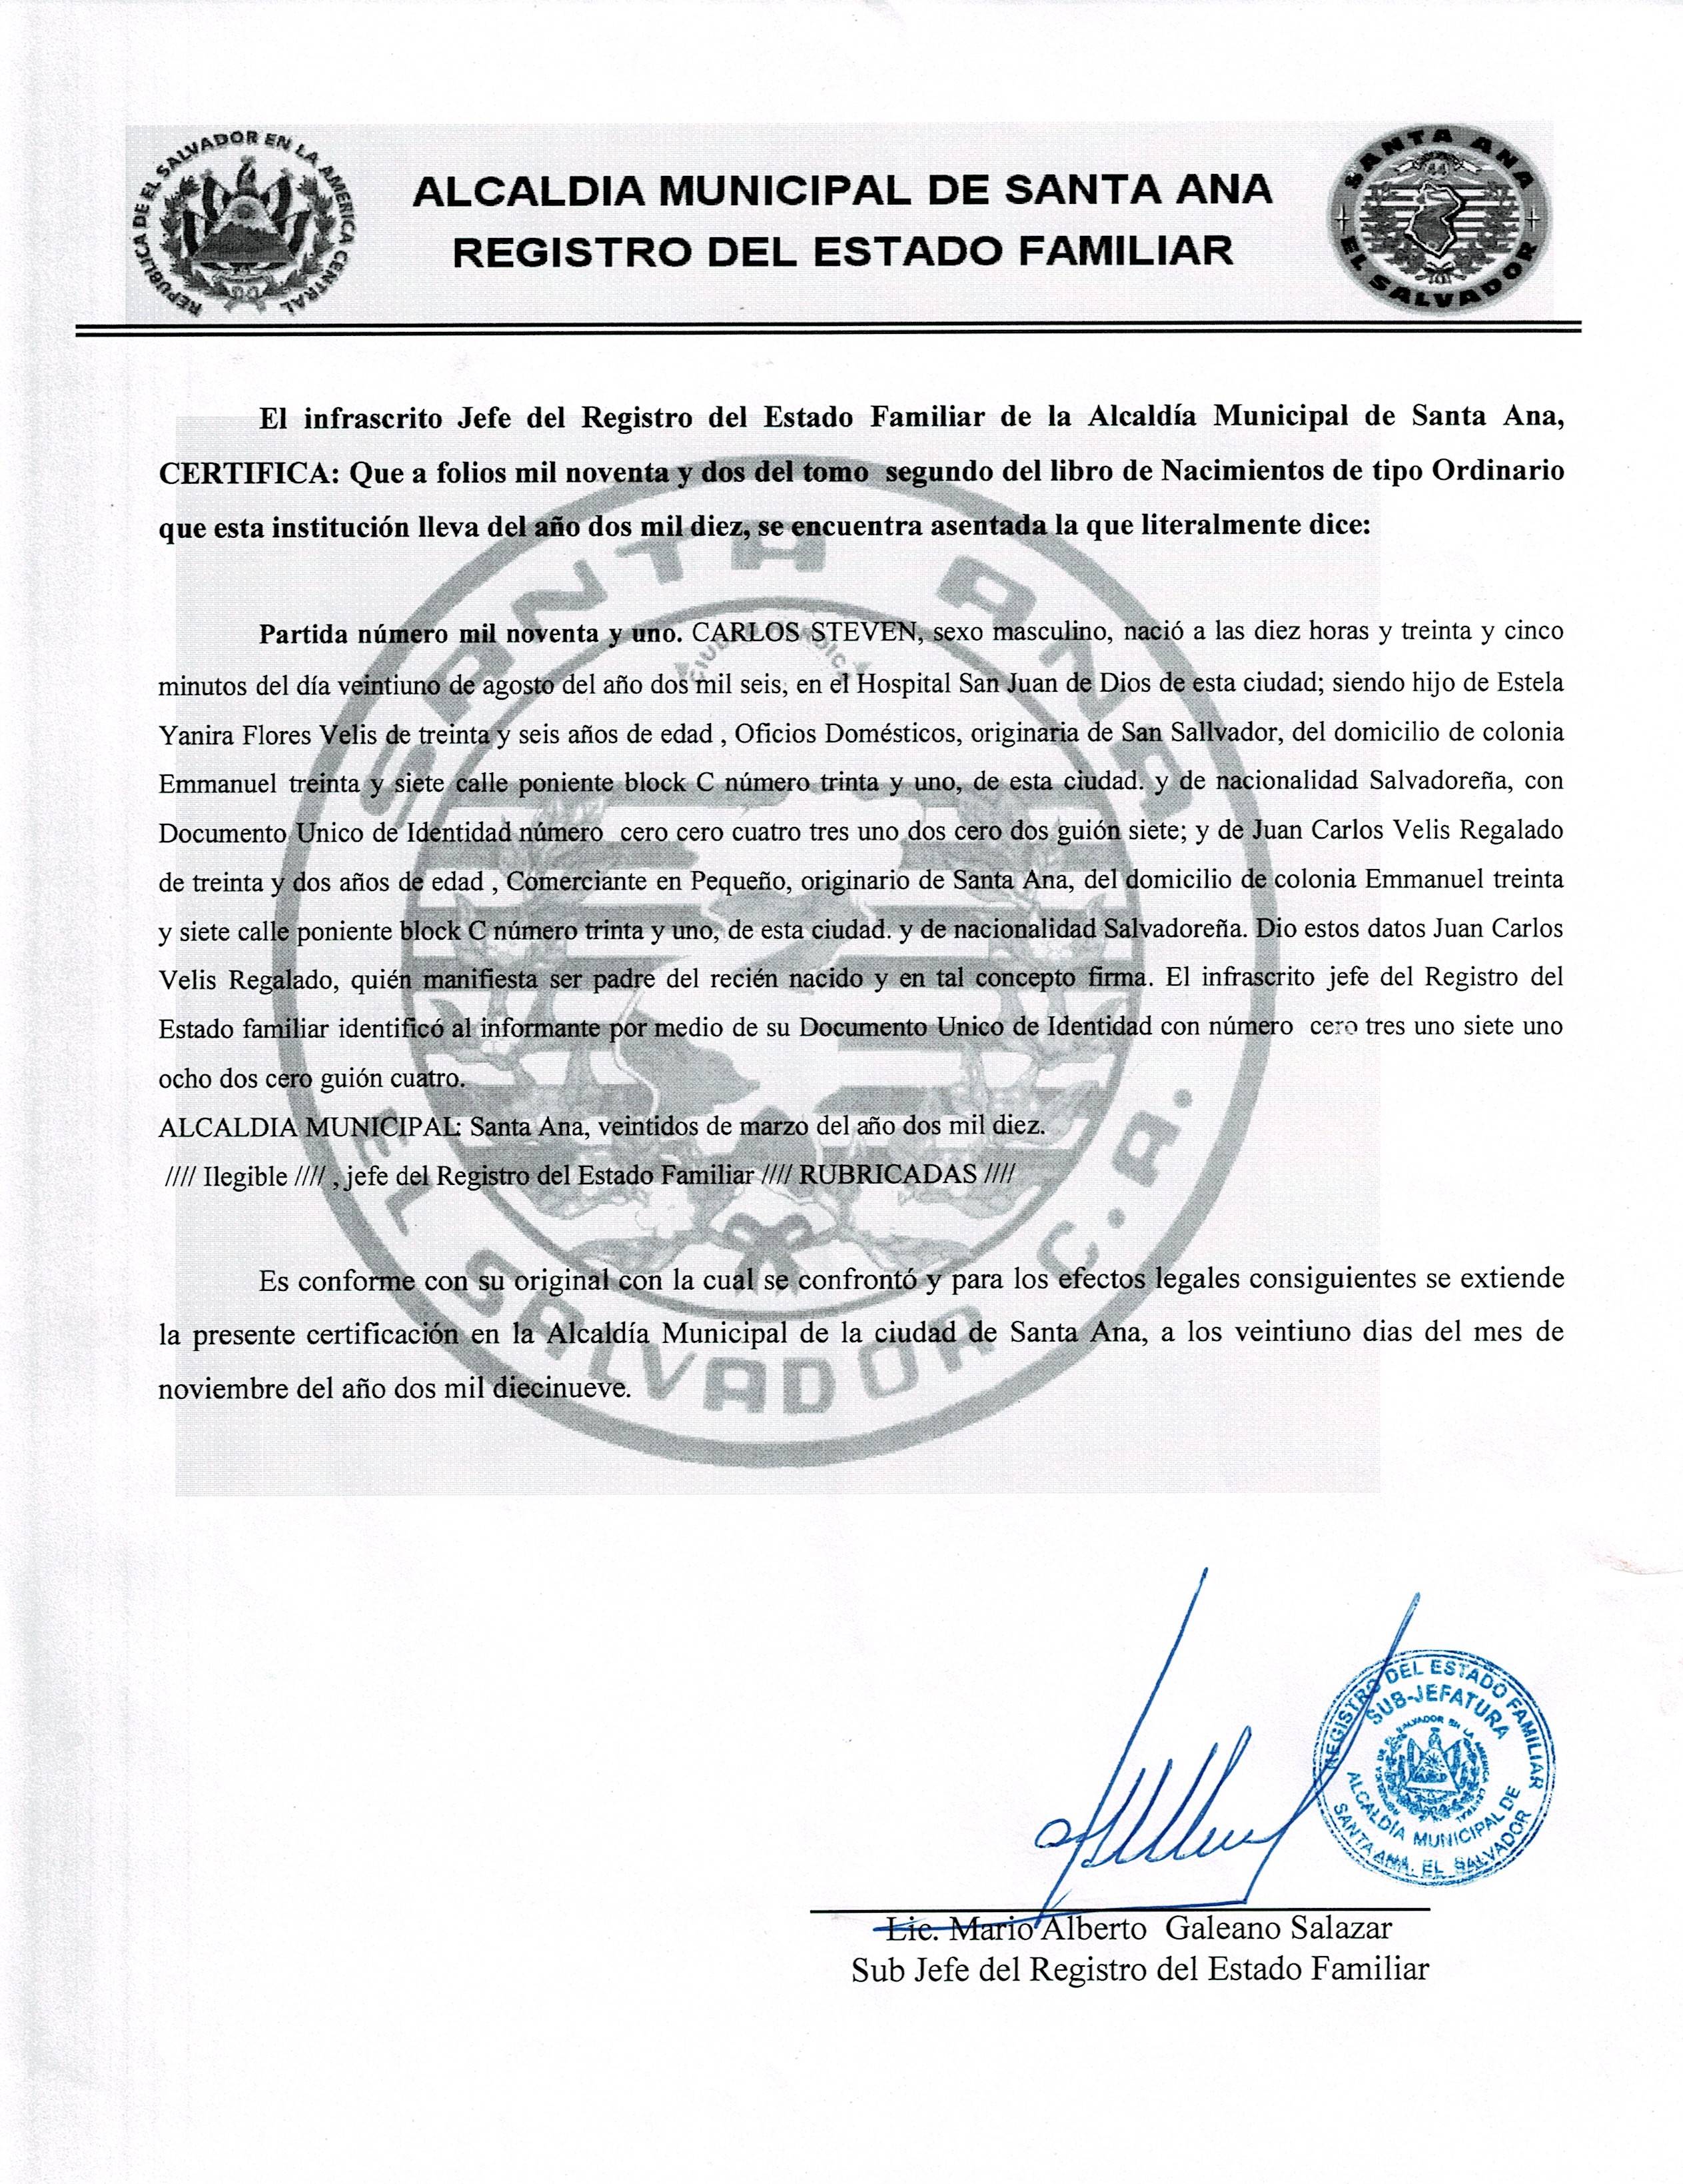 REPUBLICA DE EL SALVADOR EN LA AMERICA CENTRAL
ALCALDIA MUNICIPAL DE SANTA ANA
REGISTRO DEL ESTADO FAMILIAR
SANTA ANA
44
EL SALVADOR
El infrascrito Jefe del Registro del Estado Familiar de la Alcaldía Municipal de Santa Ana,
CERTIFICA: Que a folios mil noventa y dos del tomo segundo del libro de Nacimientos de tipo Ordinario
que esta institución lleva del año dos mil diez, se encuentra asentada la que literalmente dice:
Partida número mil noventa y uno. CARLOS STEVEN, sexo masculino, nació a las diez horas y treinta y cinco
minutos del día veintiuno de agosto del año dos mil seis, en el Hospital San Juan de Dios de esta ciudad; siendo hijo de Estela
Yanira Flores Velis de treinta y seis años de edad , Oficios Domésticos, originaria de San Sallvador, del domicilio de colonia
Emmanuel treinta y siete calle poniente block C número trinta y uno, de esta ciudad. y de nacionalidad Salvadoreña, con
Documento Unico de Identidad número cero cero cuatro tres uno dos cero dos guión siete; y de Juan Carlos Velis Regalado
de treinta y dos años de edad , Comerciante en Pequeño, originario de Santa Ana, del domicilio de colonia Emmanuel treinta
y siete calle poniente block C número trinta y uno, de esta ciudad. y de nacionalidad Salvadoreña. Dio estos datos Juan Carlos
Velis Regalado, quién manifiesta ser padre del recién nacido y en tal concepto firma. El infrascrito jefe del Registro del
Estado familiar identificó al informante por medio de su Documento Unico de Identidad con número cero tres uno siete uno
ocho dos cero guión cuatro.
ALCALDIA MUNICIPAL: Santa Ana, veintidos de marzo del año dos mil diez.
//// Ilegible //// , jefe del Registro del Estado Familiar //// RUBRICADAS ////
Es conforme con su original con la cual se confrontó y para los efectos legales consiguientes se extiende
la presente certificación en la Alcaldía Municipal de la ciudad de Santa Ana, a los veintiuno dias del mes de
noviembre del año dos mil diecinueve.
SANTA ANA
EL SALVADOR C.A.
REGISTRO DEL ESTADO FAMILIAR
SUB-JEFATURA
ALCALDÍA MUNICIPAL DE
SANTA ANA, EL SALVADOR
Lic. Mario Alberto Galeano Salazar
Sub Jefe del Registro del Estado Familiar